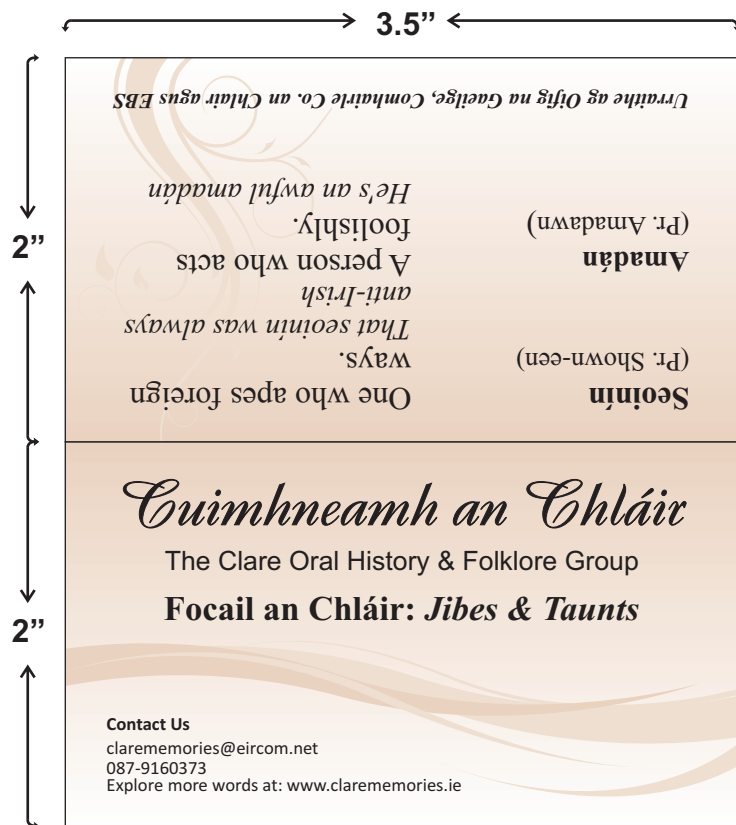 3.5”
2”
Seoinín One who apes foreign
(Pr. Shown-een) ways.
That seoinín was always
anti-Irish
Amadán A person who acts
(Pr. Amadawn) foolishly.
He's an awful amadán
Urraithe ag Oifig na Gaeilge, Comhairle Co. an Chláir agus EBS
2”
Cuimhneamh an Chláir
The Clare Oral History & Folklore Group
Focail an Chláir: Jibes & Taunts
Contact Us
clarememories@eircom.net
087-9160373
Explore more words at: www.clarememories.ie